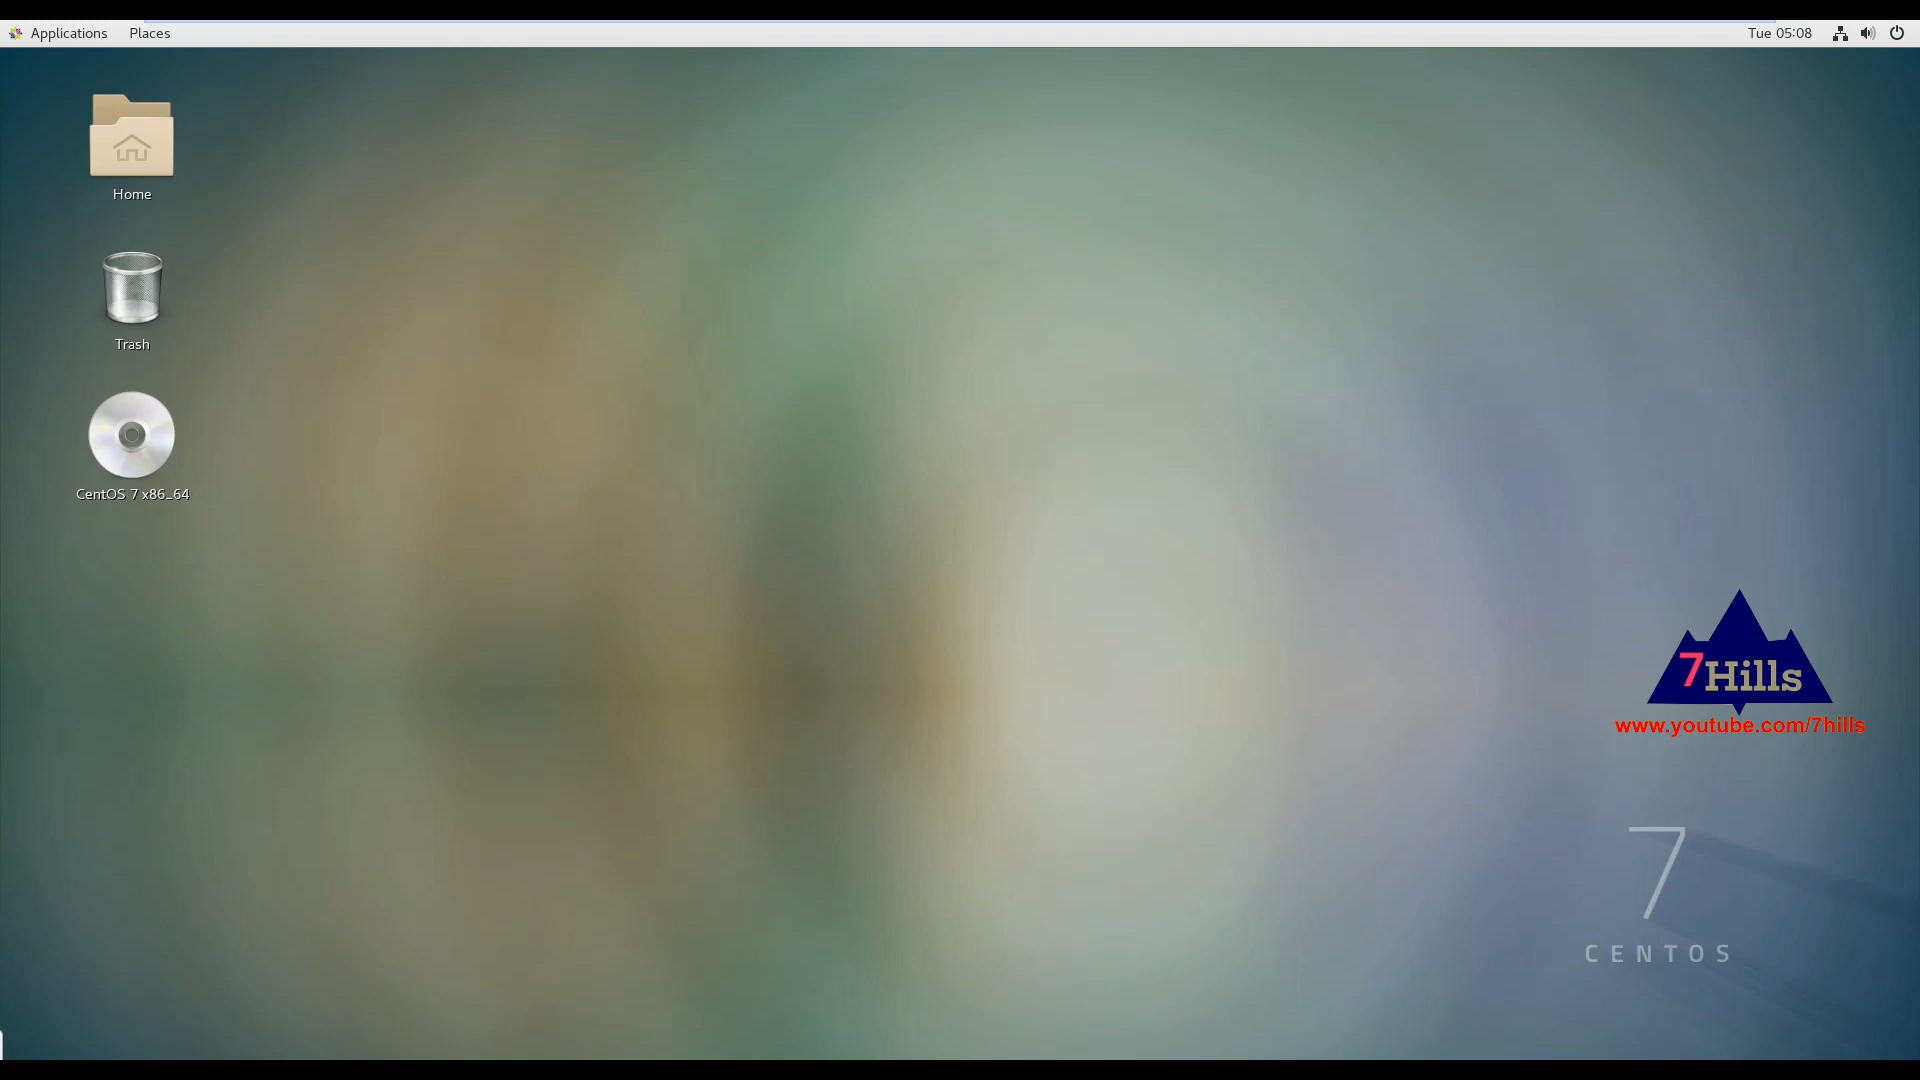 Applications Places Tue 05:08
Home
Trash
CentOS 7 x86_64
7Hills
www.youtube.com/7hills
7
CENTOS